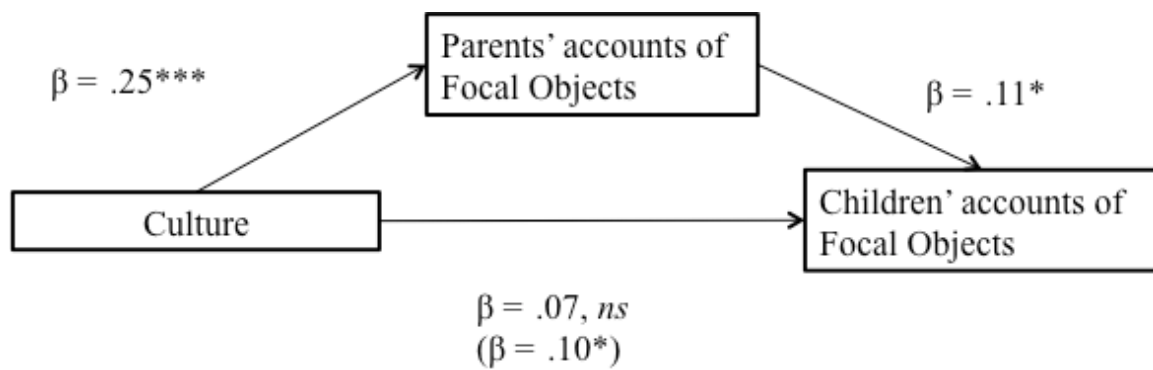 Parents’ accounts of
Focal Objects
β = .25***
β = .11*
Culture
Children’ accounts of
Focal Objects
β = .07, ns
(β = .10*)